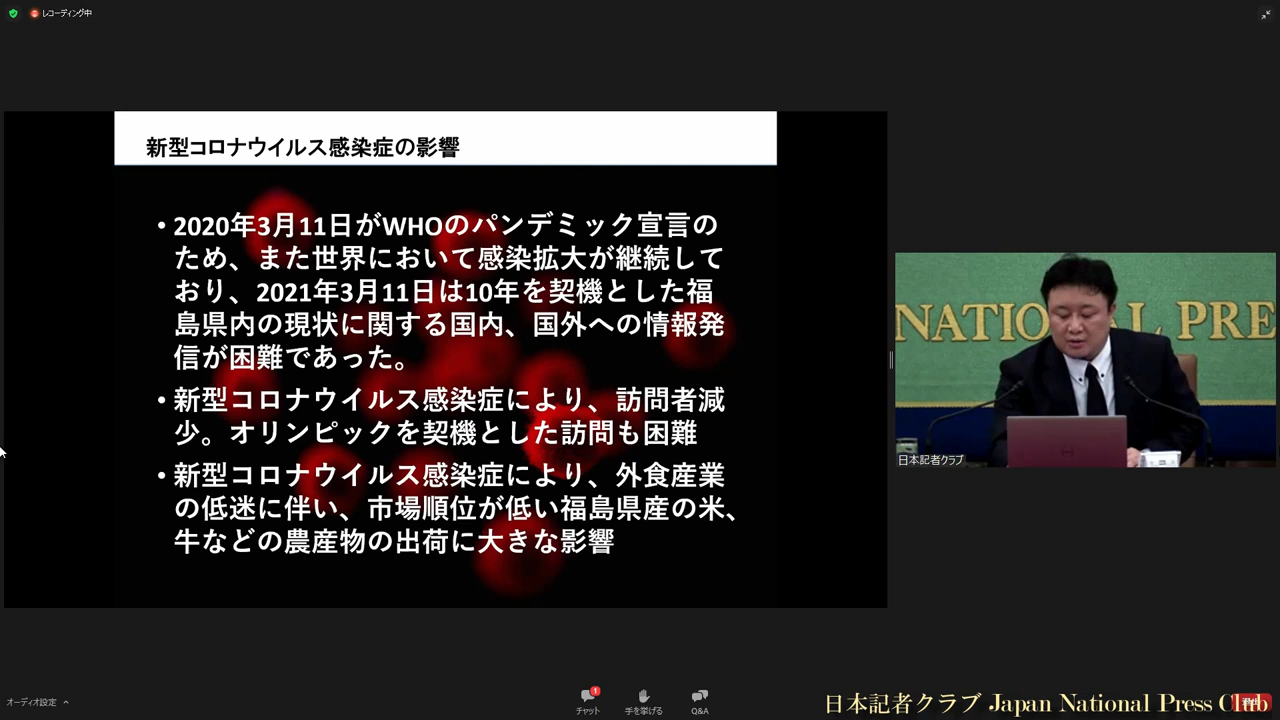 レコーディング中
新型コロナウイルス感染症の影響
• 2020年3月11日がWHOのパンデミック宣言の
ため、また世界において感染拡大が継続して
おり、2021年3月11日は10年を契機とした福
島県内の現状に関する国内、国外への情報発
信が困難であった。
• 新型コロナウイルス感染症により、訪問者減
少。オリンピックを契機とした訪問も困難
• 新型コロナウイルス感染症により、外食産業
の低迷に伴い、市場順位が低い福島県産の米、
牛などの農産物の出荷に大きな影響
NATIONAL PRE
日本記者クラブ
オーディオ設定
1
チャット
手を挙げる
Q&A
日本記者クラブ Japan National Press Club